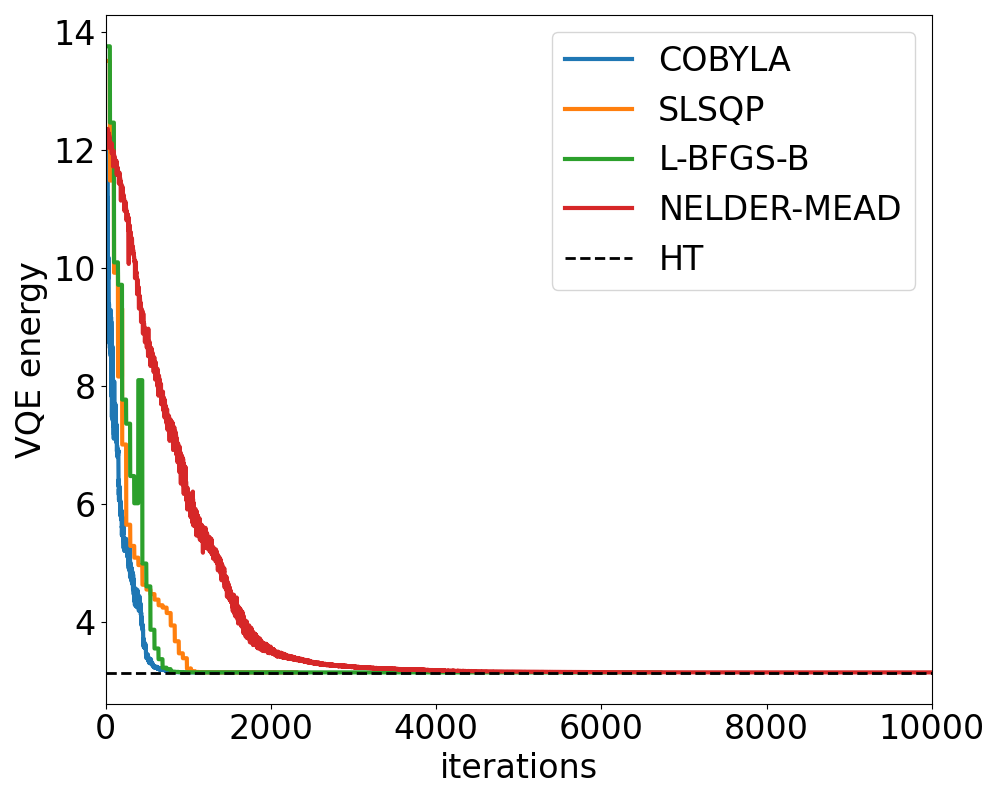 14
12
10
8
6
4
VQE energy
0
2000
4000
6000
8000
10000
iterations
COBYLA
SLSQP
L-BFGS-B
NELDER-MEAD
HT